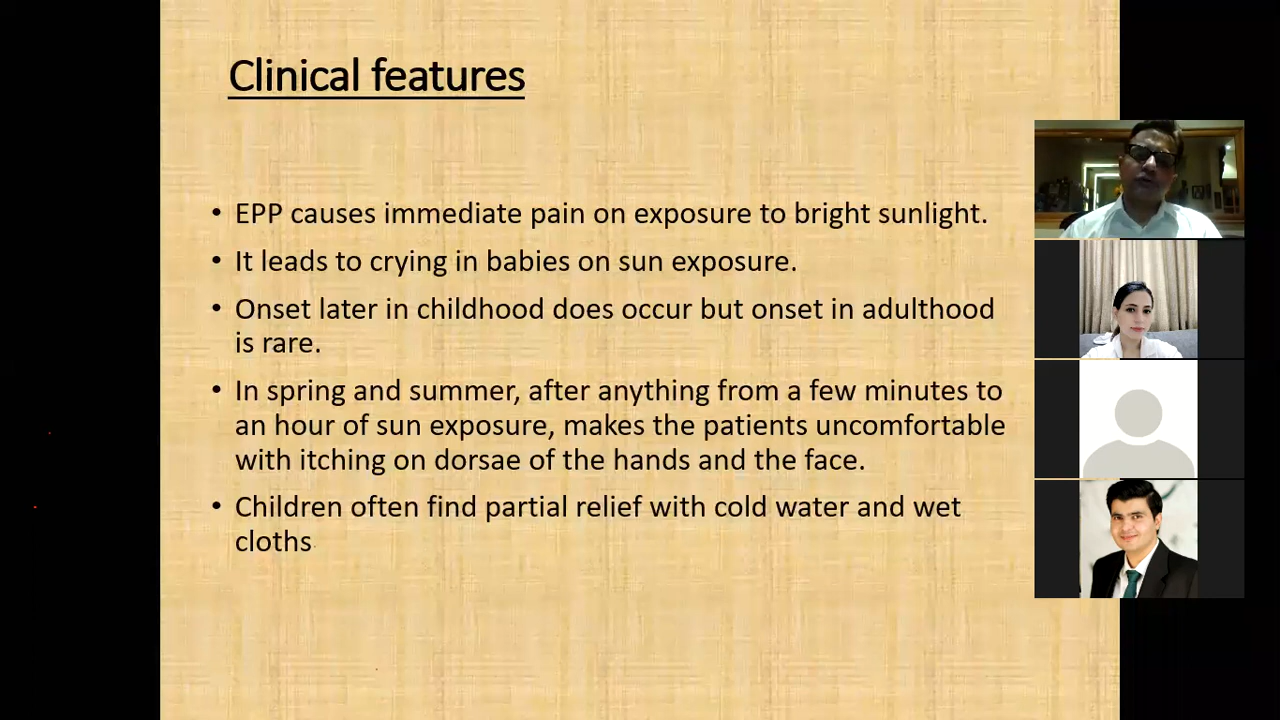 Clinical features
• EPP causes immediate pain on exposure to bright sunlight.
• It leads to crying in babies on sun exposure.
• Onset later in childhood does occur but onset in adulthood
is rare.
• In spring and summer, after anything from a few minutes to
an hour of sun exposure, makes the patients uncomfortable
with itching on dorsae of the hands and the face.
• Children often find partial relief with cold water and wet
cloths